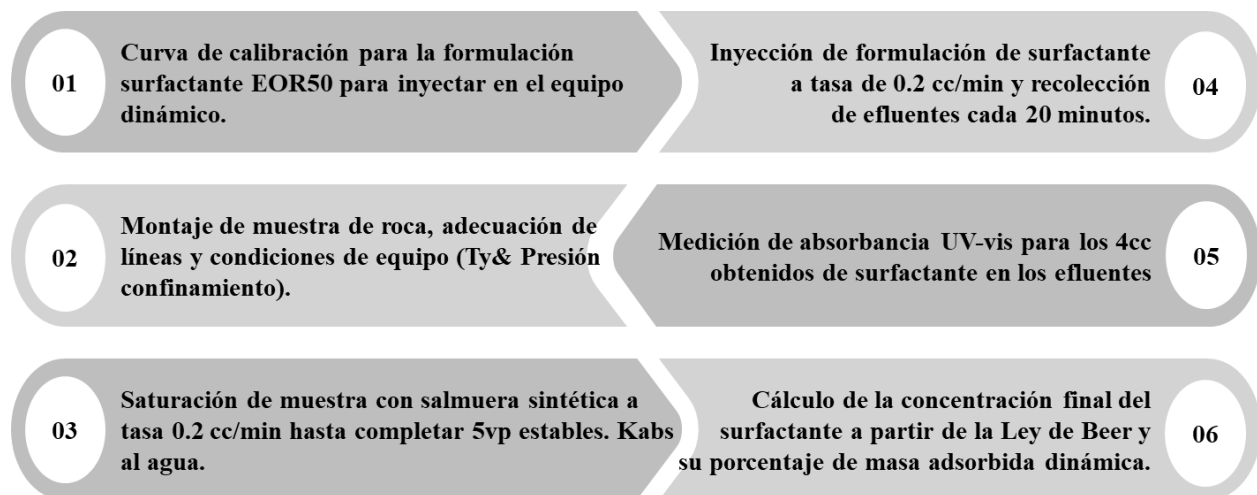 01
Curva de calibración para la formulación
surfactante EOR50 para inyectar en el equipo
dinámico.
02
Montaje de muestra de roca, adecuación de
líneas y condiciones de equipo (Ty& Presión
confinamiento).
03
Saturación de muestra con salmuera sintética a
tasa 0.2 cc/min hasta completar 5vp estables. Kabs
al agua.
04
Inyección de formulación de surfactante
a tasa de 0.2 cc/min y recolección
de efluentes cada 20 minutos.
05
Medición de absorbancia UV-vis para los 4cc
obtenidos de surfactante en los efluentes
06
Cálculo de la concentración final del
surfactante a partir de la Ley de Beer y
su porcentaje de masa adsorbida dinámica.